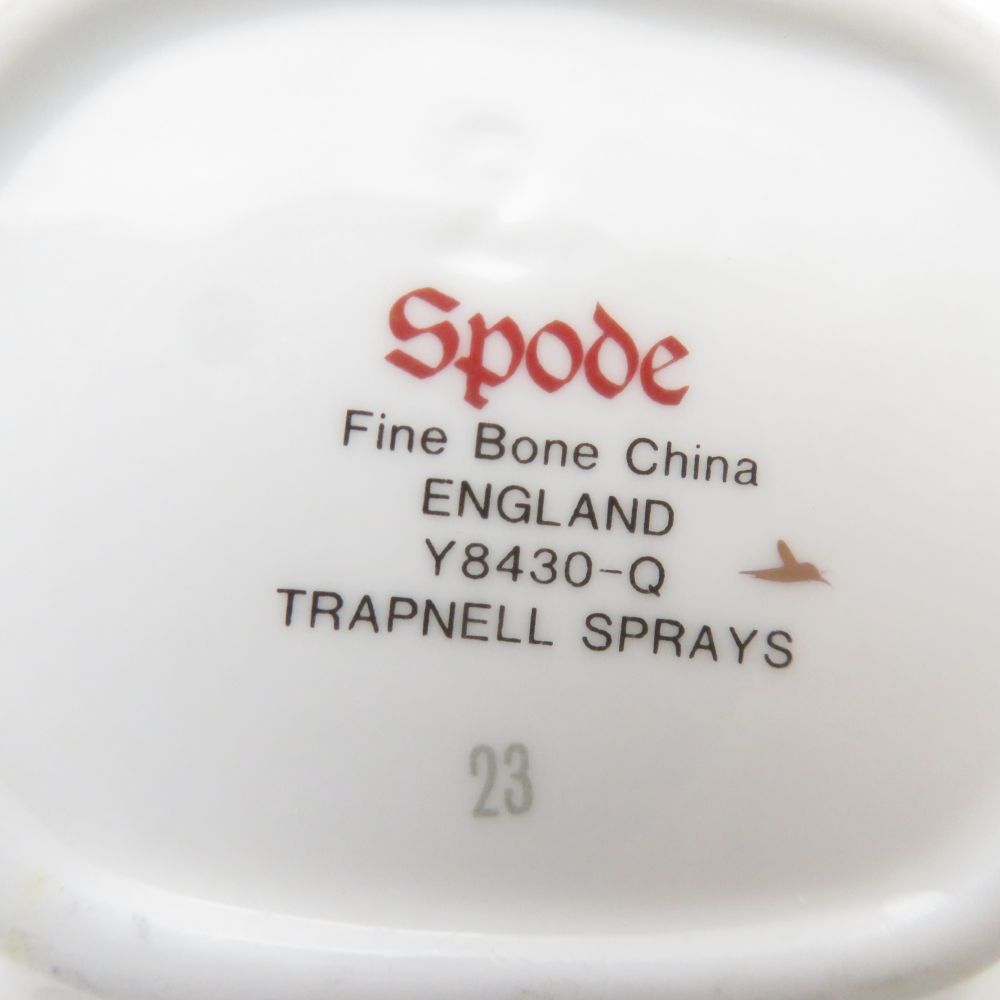 Spode
Fine Bone China
ENGLAND
Y8430-Q
TRAPNELL SPRAYS
23